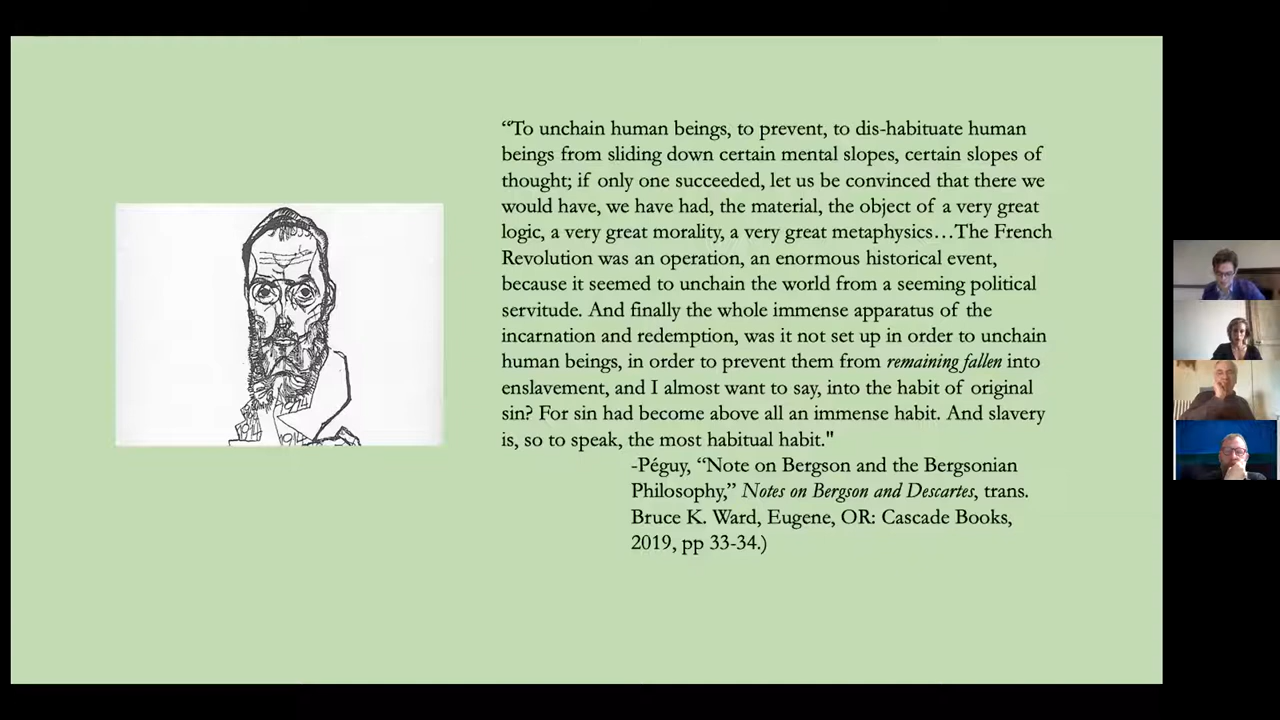 “To unchain human beings, to prevent, to dis-habituate human
beings from sliding down certain mental slopes, certain slopes of
thought; if only one succeeded, let us be convinced that there we
would have, we have had, the material, the object of a very great
logic, a very great morality, a very great metaphysics…The French
Revolution was an operation, an enormous historical event,
because it seemed to unchain the world from a seeming political
servitude. And finally the whole immense apparatus of the
incarnation and redemption, was it not set up in order to unchain
human beings, in order to prevent them from remaining fallen into
enslavement, and I almost want to say, into the habit of original
sin? For sin had become above all an immense habit. And slavery
is, so to speak, the most habitual habit."
-Péguy, “Note on Bergson and the Bergsonian
Philosophy,” Notes on Bergson and Descartes, trans.
Bruce K. Ward, Eugene, OR: Cascade Books,
2019, pp 33-34.)
1914
1914
1914